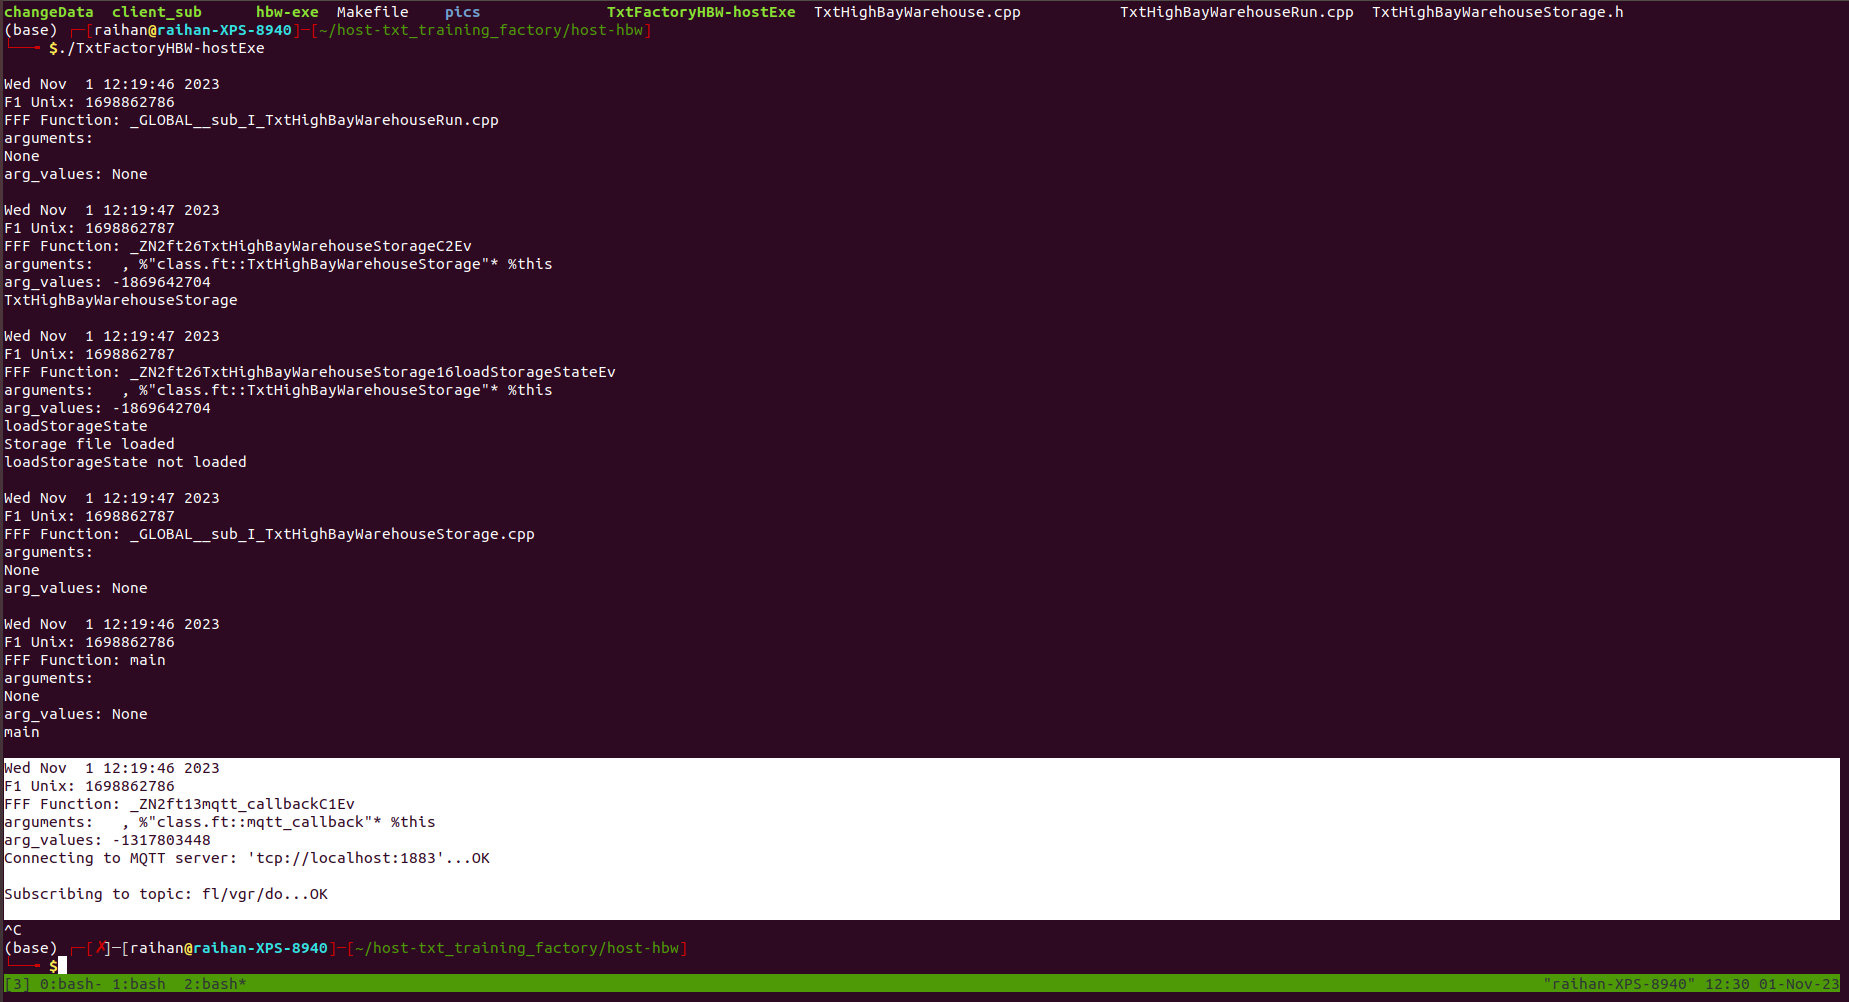 changeData  client_sub      hbw-exe  Makefile    pics              TxtFactoryHBW-hostExe  TxtHighBayWarehouse.cpp           TxtHighBayWarehouseRun.cpp  TxtHighBayWarehouseStorage.h
(base) ┌─[raihan@raihan-XPS-8940]─[~/host-txt_training_factory/host-hbw]
└──╼ $./TxtFactoryHBW-hostExe
Wed Nov  1 12:19:46 2023
F1 Unix: 1698862786
FFF Function: _GLOBAL__sub_I_TxtHighBayWarehouseRun.cpp
arguments:
None
arg_values: None
Wed Nov  1 12:19:47 2023
F1 Unix: 1698862787
FFF Function: _ZN2ft26TxtHighBayWarehouseStorageC2Ev
arguments:   , %"class.ft::TxtHighBayWarehouseStorage"* %this
arg_values: -1869642704
TxtHighBayWarehouseStorage
Wed Nov  1 12:19:47 2023
F1 Unix: 1698862787
FFF Function: _ZN2ft26TxtHighBayWarehouseStorage16loadStorageStateEv
arguments:   , %"class.ft::TxtHighBayWarehouseStorage"* %this
arg_values: -1869642704
loadStorageState
Storage file loaded
loadStorageState not loaded
Wed Nov  1 12:19:47 2023
F1 Unix: 1698862787
FFF Function: _GLOBAL__sub_I_TxtHighBayWarehouseStorage.cpp
arguments:
None
arg_values: None
Wed Nov  1 12:19:46 2023
F1 Unix: 1698862786
FFF Function: main
arguments:
None
arg_values: None
main
Wed Nov  1 12:19:46 2023
F1 Unix: 1698862786
FFF Function: _ZN2ft13mqtt_callbackC1Ev
arguments:   , %"class.ft::mqtt_callback"* %this
arg_values: -1317803448
Connecting to MQTT server: 'tcp://localhost:1883'...OK
Subscribing to topic: fl/vgr/do...OK
^C
(base) ┌─[✗]─[raihan@raihan-XPS-8940]─[~/host-txt_training_factory/host-hbw]
└──╼ $
[3] 0:bash- 1:bash  2:bash*   "raihan-XPS-8940" 12:30 01-Nov-23